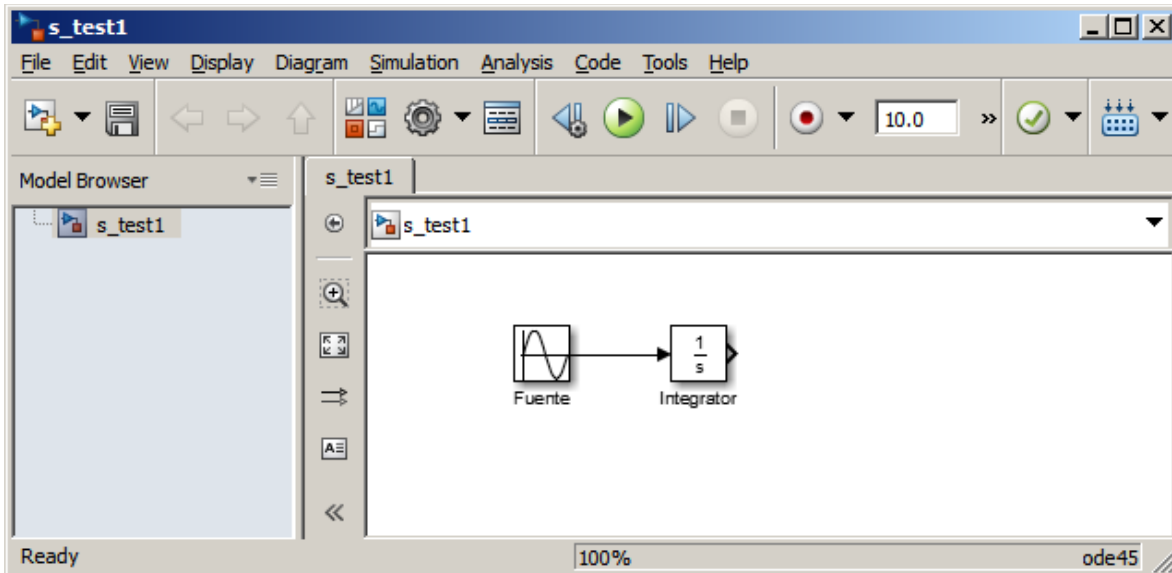 s_test1
File Edit View Display Diagram Simulation Analysis Code Tools Help
10.0 »
Model Browser
s_test1
s_test1
s_test1
1
s
Fuente Integrator
Ready 100% ode45